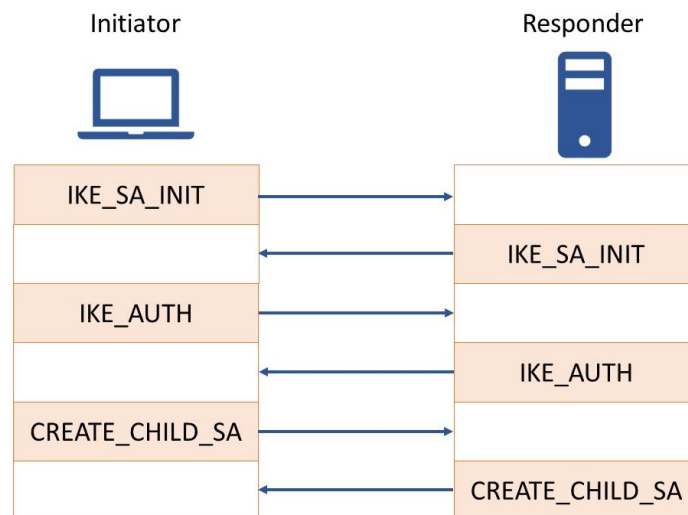 Initiator
Responder
IKE_SA_INIT
IKE_SA_INIT
IKE_AUTH
IKE_AUTH
CREATE_CHILD_SA
CREATE_CHILD_SA